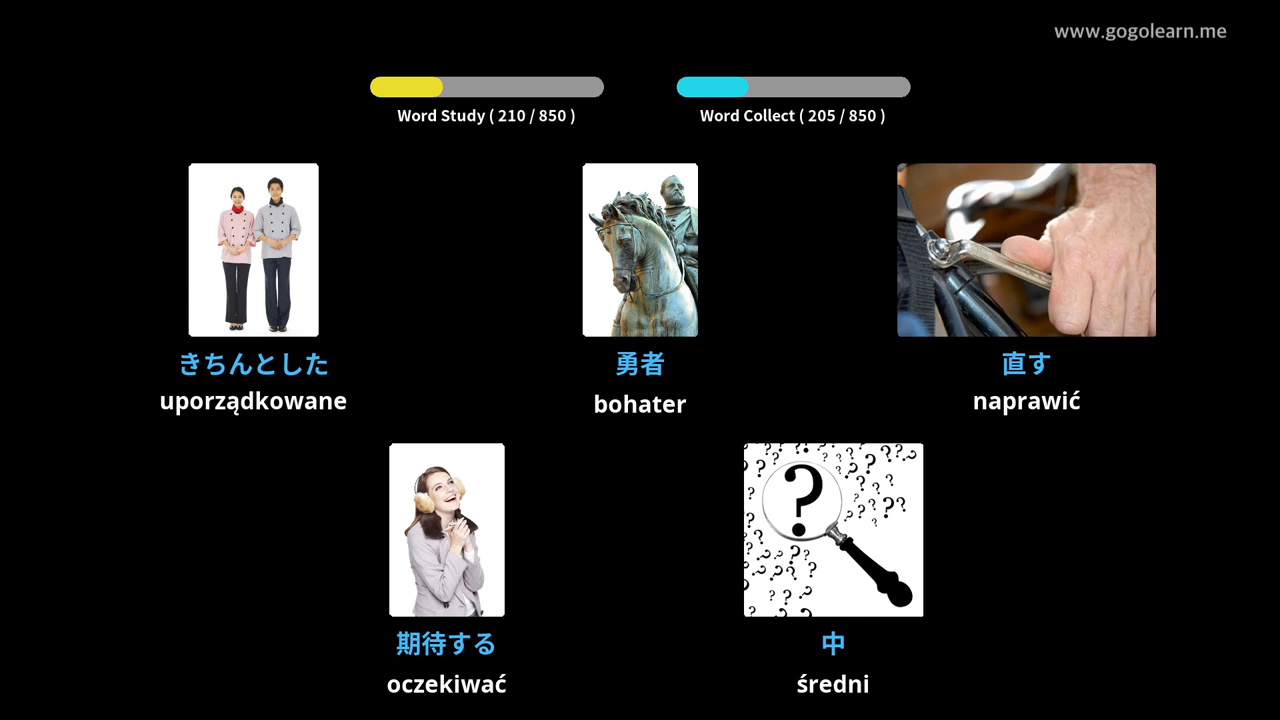 www.gogolearn.me
Word Study ( 210 / 850 )
Word Collect ( 205 / 850 )
きちんとした
uporządkowane
勇者
bohater
直す
naprawić
期待する
oczekiwać
中
średni